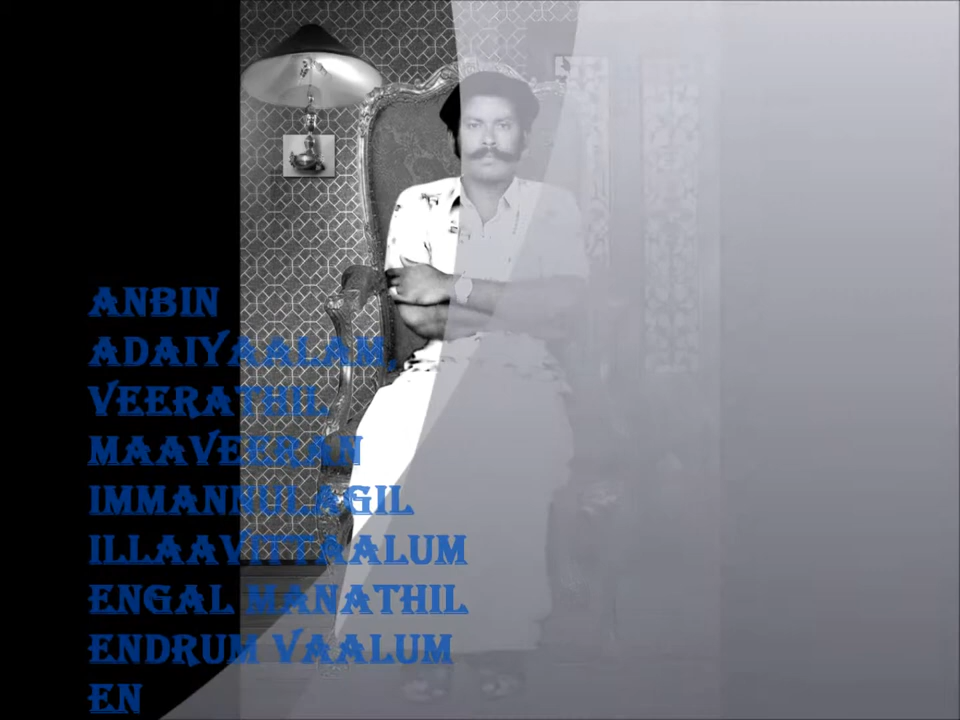 ANBIN
ADAIYAALAM,
VEERATHIL
MAAVEERAN
IMMANNULAGIL
ILLAAVITTAALUM
ENGAL MANATHIL
ENDRUM VAALUM
EN